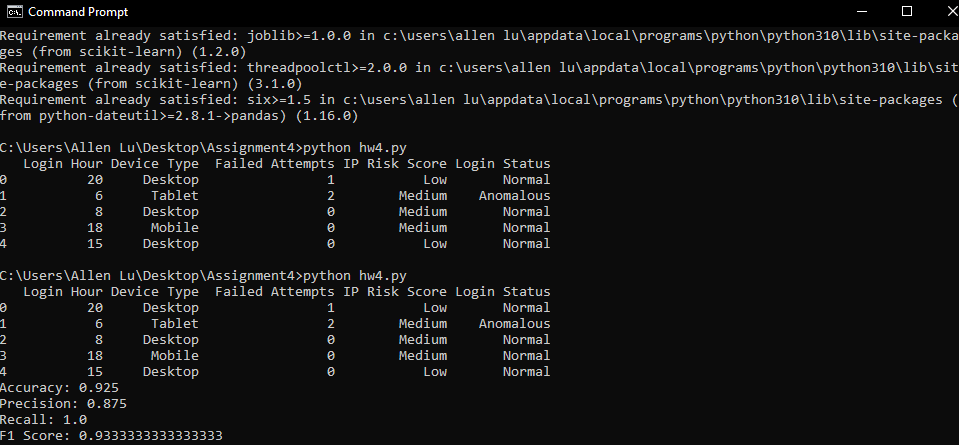 Command Prompt
Requirement already satisfied: joblib>=1.0.0 in c:\users\allen lu\appdata\local\programs\python\python310\lib\site-packa
ges (from scikit-learn) (1.2.0)
Requirement already satisfied: threadpoolctl>=2.0.0 in c:\users\allen lu\appdata\local\programs\python\python310\lib\sit
e-packages (from scikit-learn) (3.1.0)
Requirement already satisfied: six>=1.5 in c:\users\allen lu\appdata\local\programs\python\python310\lib\site-packages (
from python-dateutil>=2.8.1->pandas) (1.16.0)
C:\Users\Allen Lu\Desktop\Assignment4>python hw4.py
   Login Hour Device Type  Failed Attempts IP Risk Score Login Status
0          20     Desktop                1           Low       Normal
1           6      Tablet                2        Medium    Anomalous
2           8     Desktop                0        Medium       Normal
3          18      Mobile                0        Medium       Normal
4          15     Desktop                0           Low       Normal
C:\Users\Allen Lu\Desktop\Assignment4>python hw4.py
   Login Hour Device Type  Failed Attempts IP Risk Score Login Status
0          20     Desktop                1           Low       Normal
1           6      Tablet                2        Medium    Anomalous
2           8     Desktop                0        Medium       Normal
3          18      Mobile                0        Medium       Normal
4          15     Desktop                0           Low       Normal
Accuracy: 0.925
Precision: 0.875
Recall: 1.0
F1 Score: 0.9333333333333333